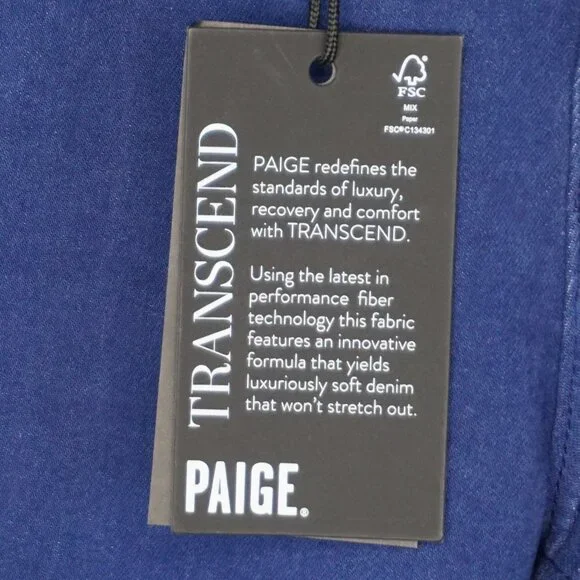 FSC
MIX
Paper
FSC® C134301
TRANSCEND
PAIGE redefines the
standards of luxury,
recovery and comfort
with TRANSCEND.
Using the latest in
performance fiber
technology this fabric
features an innovative
formula that yields
luxuriously soft denim
that won't stretch out.
PAIGE®